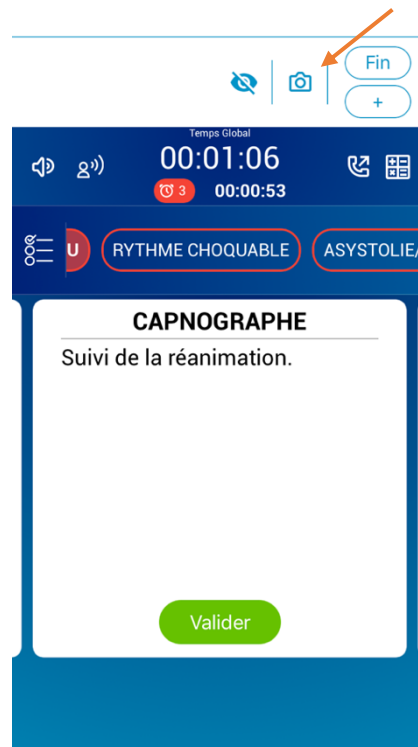 Fin
+
Temps Global
00:01:06
3 00:00:53
U RYTHME CHOQUABLE ASYSTOLIE/
CAPNOGRAPHE
Suivi de la réanimation.
Valider